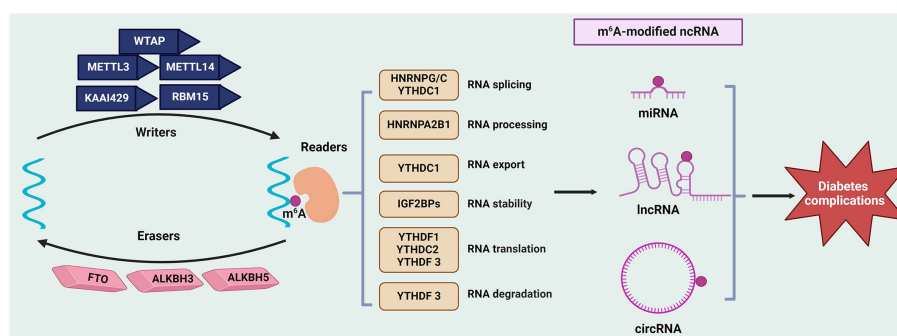 m⁶A-modified ncRNA
WTAP
METTL3
METTL14
KAAI429
RBM15
Writers
Readers
m⁶A
Erasers
FTO
ALKBH3
ALKBH5
HNRNPG/C
YTHDC1
RNA splicing
HNRNPA2B1
RNA processing
YTHDC1
RNA export
IGF2BPs
RNA stability
YTHDF1
YTHDC2
YTHDF 3
RNA translation
YTHDF 3
RNA degradation
miRNA
lncRNA
circRNA
Diabetes
complications